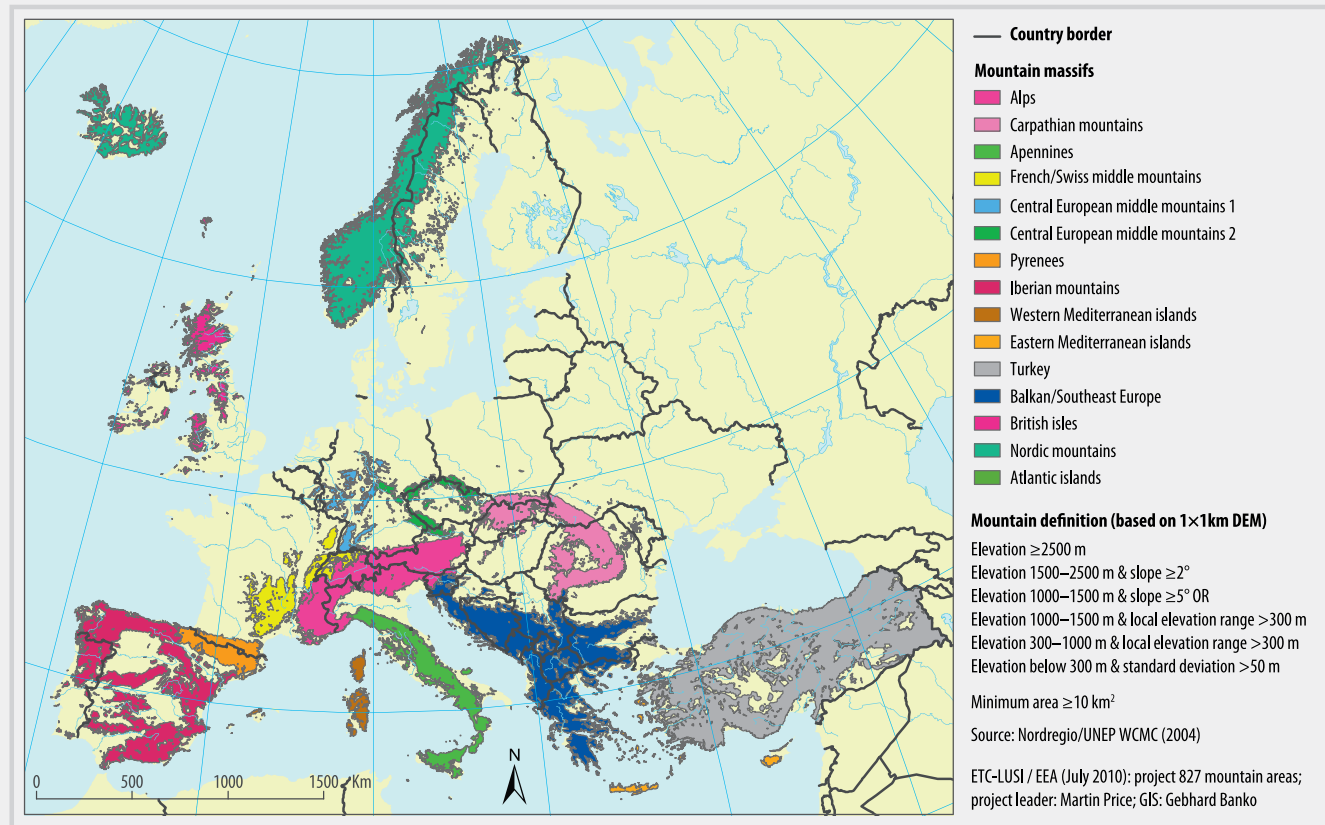 Country border
Mountain massifs
Alps
Carpathian mountains
Apennines
French/Swiss middle mountains
Central European middle mountains 1
Central European middle mountains 2
Pyrenees
Iberian mountains
Western Mediterranean islands
Eastern Mediterranean islands
Turkey
Balkan/Southeast Europe
British isles
Nordic mountains
Atlantic islands
Mountain definition (based on 1×1km DEM)
Elevation ≥2500 m
Elevation 1500–2500 m & slope ≥2°
Elevation 1000–1500 m & slope ≥5° OR
Elevation 1000–1500 m & local elevation range >300 m
Elevation 300–1000 m & local elevation range >300 m
Elevation below 300 m & standard deviation >50 m
Minimum area ≥10 km²
Source: Nordregio/UNEP WCMC (2004)
ETC-LUSI / EEA (July 2010): project 827 mountain areas;
project leader: Martin Price; GIS: Gebhard Banko
N
0 500 1000 1500 Km